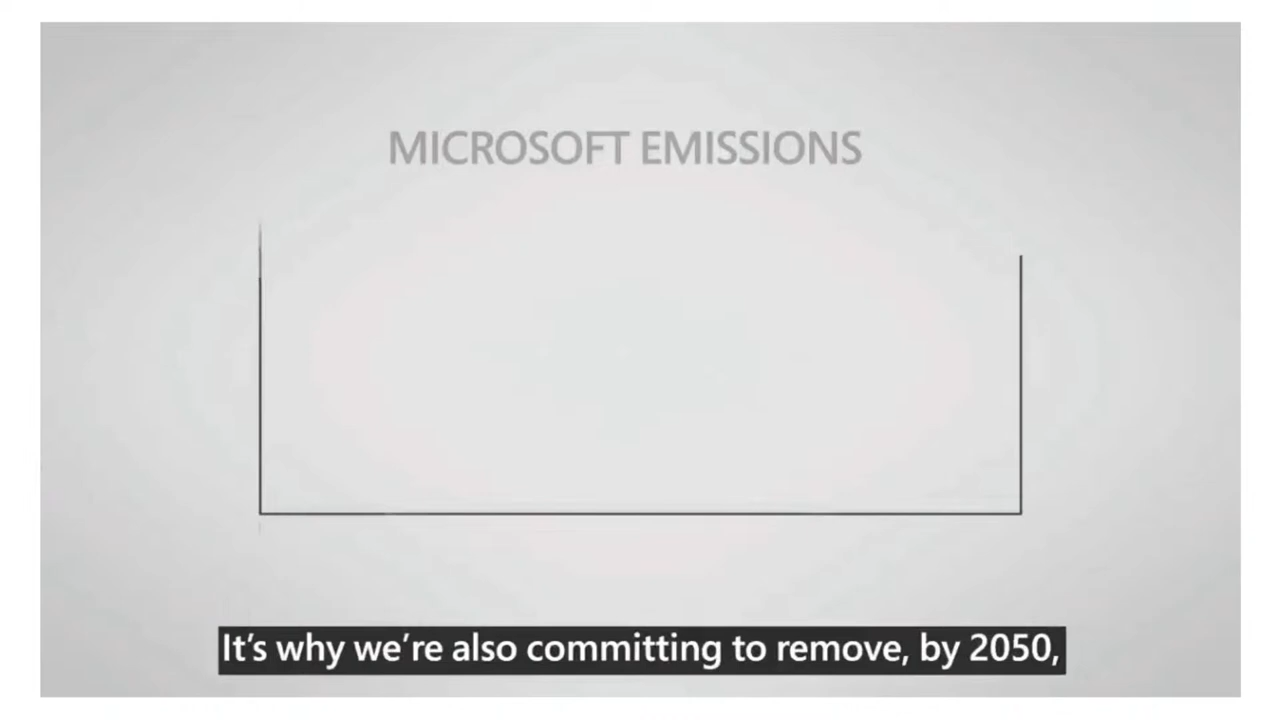 MICROSOFT EMISSIONS
It’s why we’re also committing to remove, by 2050,